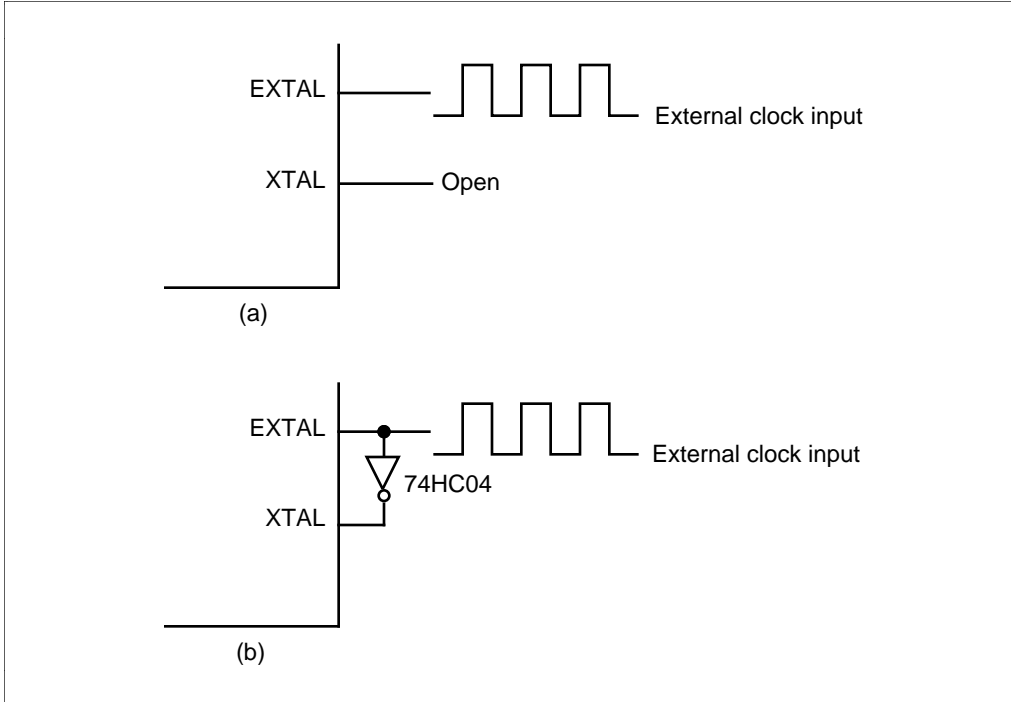 EXTAL
External clock input
XTAL
Open
(a)
EXTAL
External clock input
74HC04
XTAL
(b)